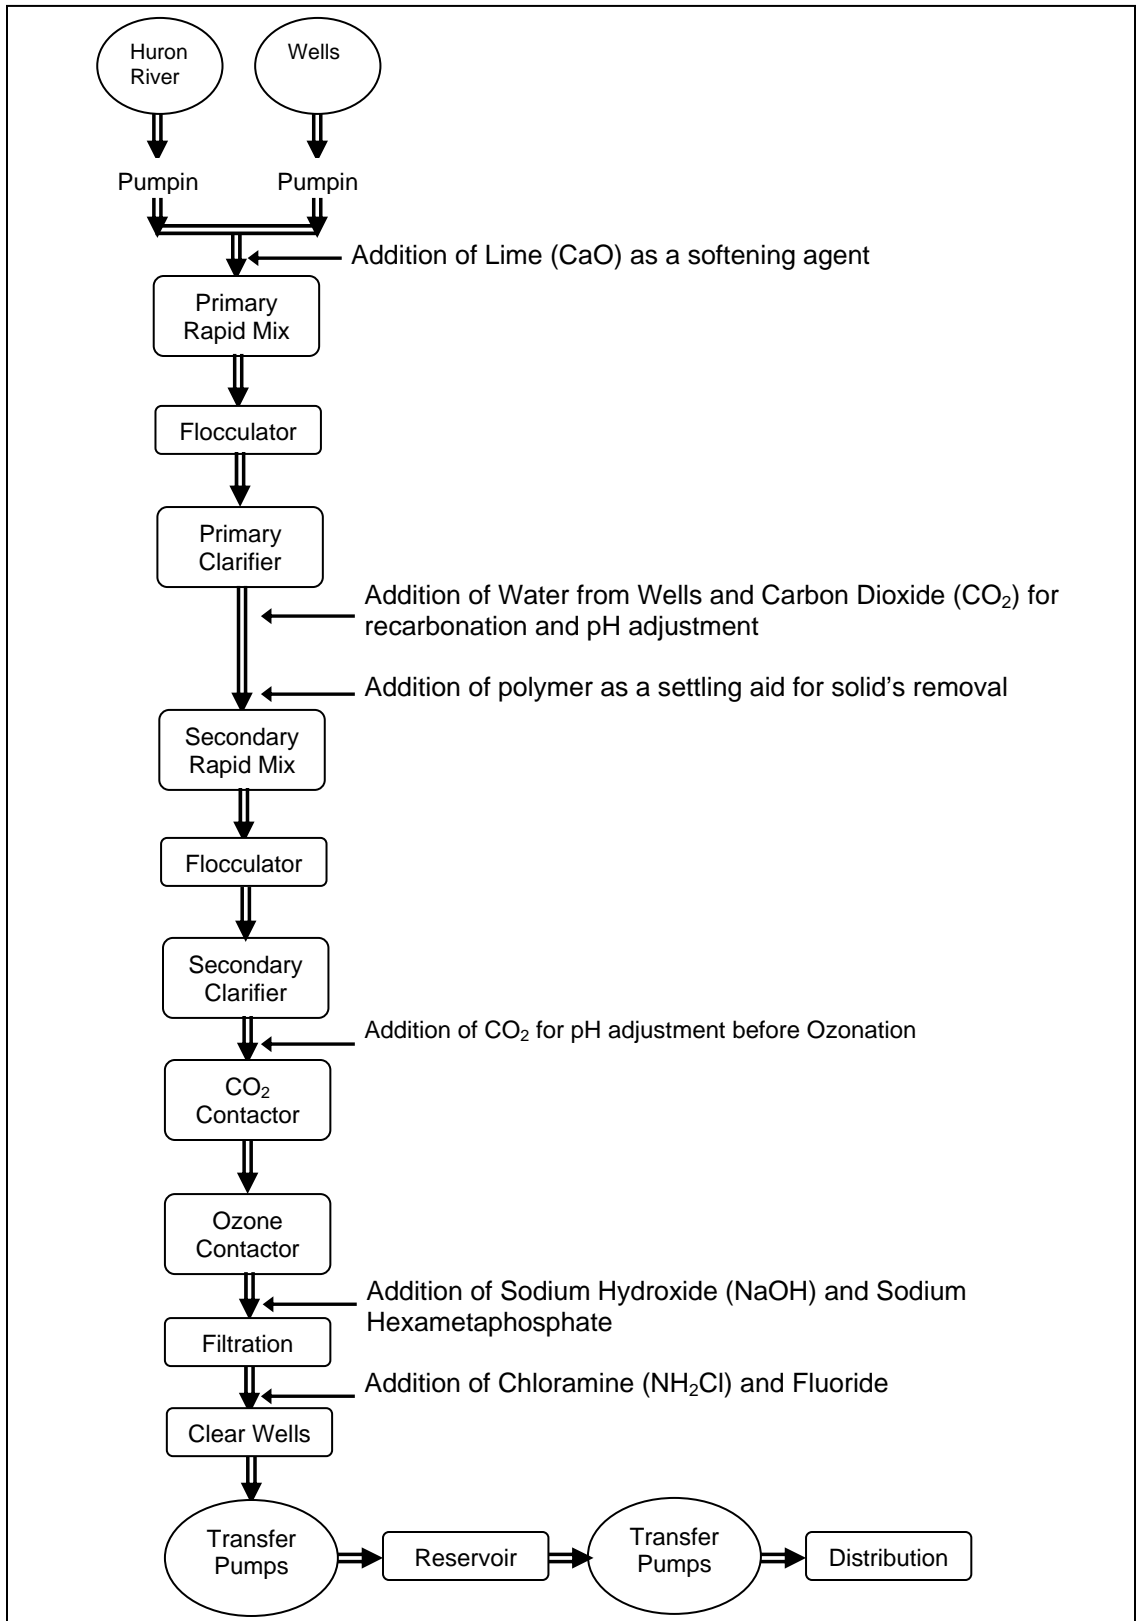 Huron
River
Wells
Pumpin
Pumpin
Addition of Lime (CaO) as a softening agent
Primary
Rapid Mix
Flocculator
Primary
Clarifier
Addition of Water from Wells and Carbon Dioxide (CO₂) for
recarbonation and pH adjustment
Addition of polymer as a settling aid for solid's removal
Secondary
Rapid Mix
Flocculator
Secondary
Clarifier
Addition of CO₂ for pH adjustment before Ozonation
CO₂
Contactor
Ozone
Contactor
Addition of Sodium Hydroxide (NaOH) and Sodium
Hexametaphosphate
Filtration
Addition of Chloramine (NH₂Cl) and Fluoride
Clear Wells
Transfer
Pumps
Reservoir
Transfer
Pumps
Distribution